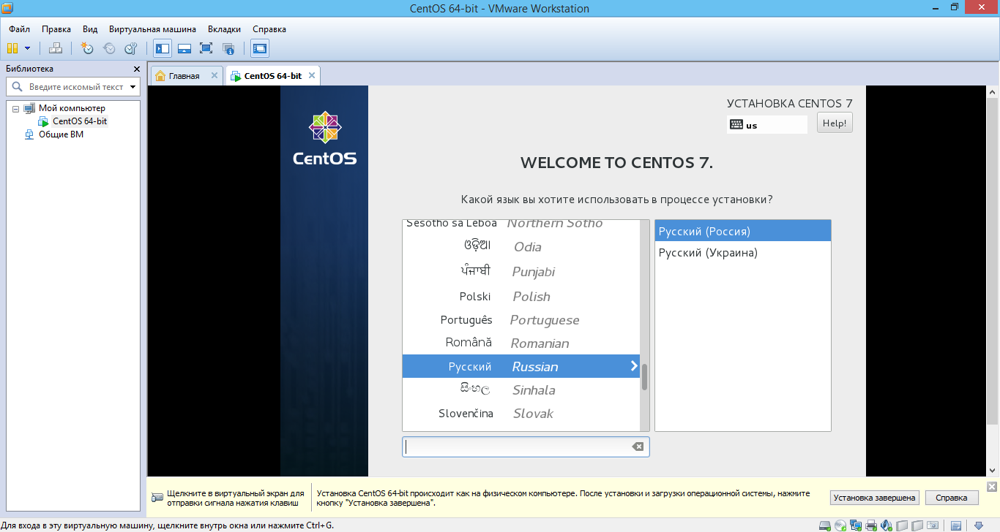 CentOS 64-bit - VMware Workstation
Файл Правка Вид Виртуальная машина Вкладки Справка
Библиотека
Введите искомый текст
Мой компьютер
CentOS 64-bit
Общие ВМ
Главная
CentOS 64-bit
CentOS
УСТАНОВКА CENTOS 7
us
Help!
WELCOME TO CENTOS 7.
Какой язык вы хотите использовать в процессе установки?
Sesotho sa Leboa Northern Sotho
ଓଡ଼ିଆ Odia
ਪੰਜਾਬੀ Punjabi
Polski Polish
Português Portuguese
Română Romanian
Русский Russian
සිංහල Sinhala
Slovenčina Slovak
Русский (Россия)
Русский (Украина)
Щелкните в виртуальный экран для
отправки сигнала нажатия клавиш
Установка CentOS 64-bit происходит как на физическом компьютере. После установки и загрузки операционной системы, нажмите
кнопку "Установка завершена".
Установка завершена
Справка
Для входа в эту виртуальную машину, щелкните внутрь окна или нажмите Ctrl+G.